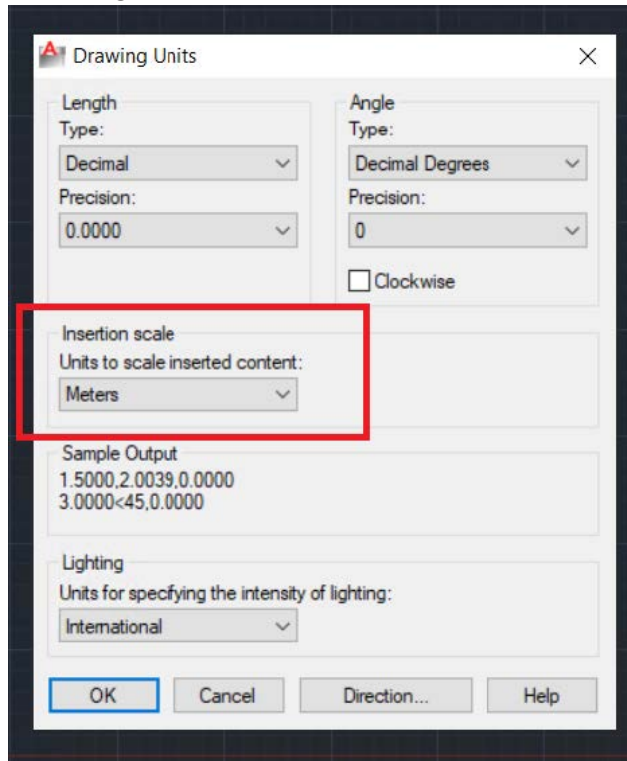 Drawing Units
Length
Type:
Decimal
Precision:
0.0000
Angle
Type:
Decimal Degrees
Precision:
0
Clockwise
Insertion scale
Units to scale inserted content:
Meters
Sample Output
1.5000,2.0039,0.0000
3.0000<45,0.0000
Lighting
Units for specifying the intensity of lighting:
International
OK
Cancel
Direction...
Help